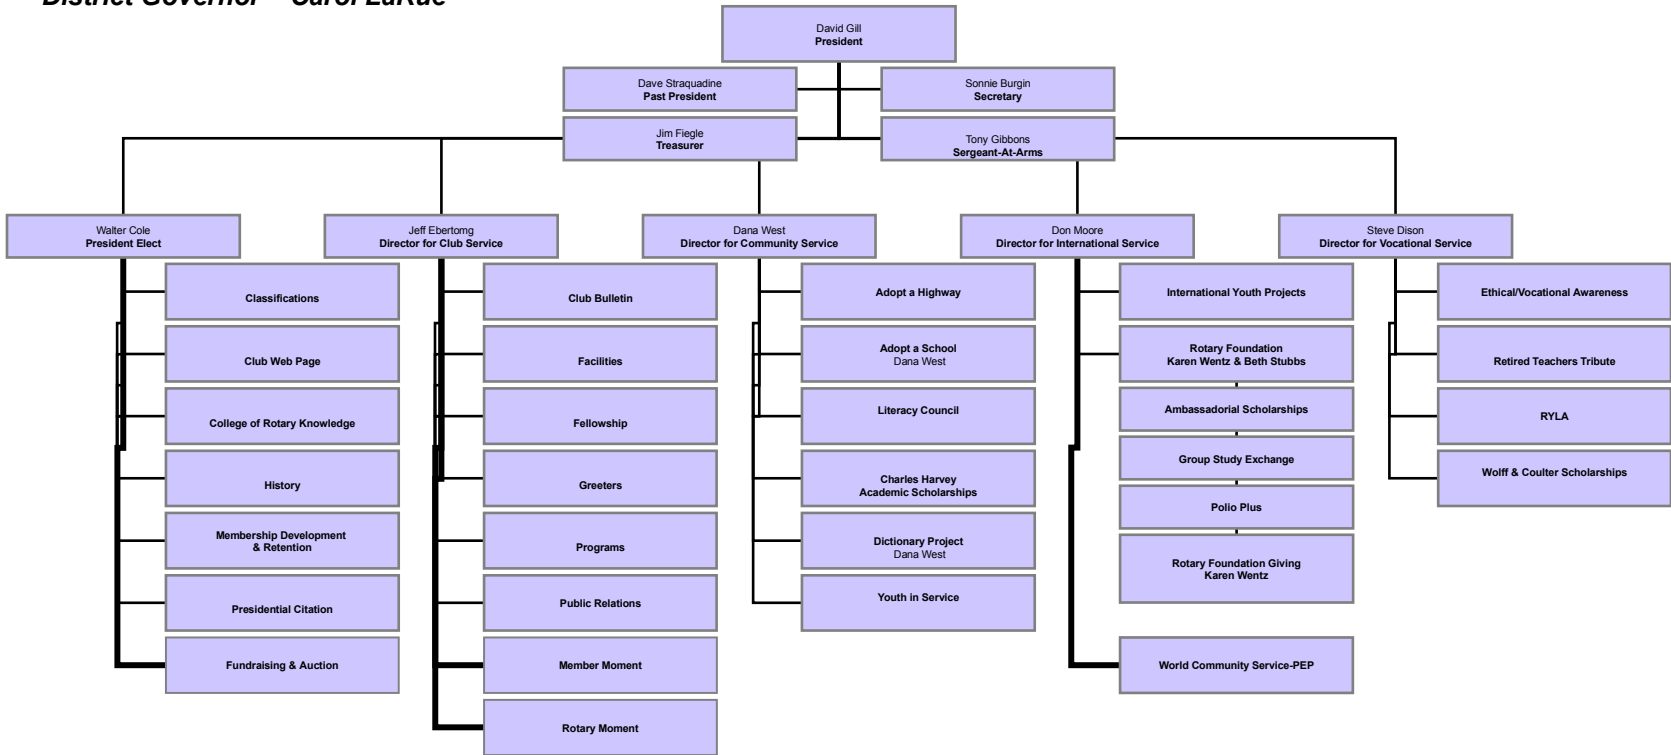 District Governor – Carol LaRue
David Gill
President
Dave Straquadine
Past President
Sonnie Burgin
Secretary
Jim Fiegle
Treasurer
Tony Gibbons
Sergeant-At-Arms
Walter Cole
President Elect
Jeff Ebertomg
Director for Club Service
Dana West
Director for Community Service
Don Moore
Director for International Service
Steve Dison
Director for Vocational Service
Classifications
Club Web Page
College of Rotary Knowledge
History
Membership Development
& Retention
Presidential Citation
Fundraising & Auction
Club Bulletin
Facilities
Fellowship
Greeters
Programs
Public Relations
Member Moment
Rotary Moment
Adopt a Highway
Adopt a School
Dana West
Literacy Council
Charles Harvey
Academic Scholarships
Dictionary Project
Dana West
Youth in Service
International Youth Projects
Rotary Foundation
Karen Wentz & Beth Stubbs
Ambassadorial Scholarships
Group Study Exchange
Polio Plus
Rotary Foundation Giving
Karen Wentz
World Community Service-PEP
Ethical/Vocational Awareness
Retired Teachers Tribute
RYLA
Wolff & Coulter Scholarships